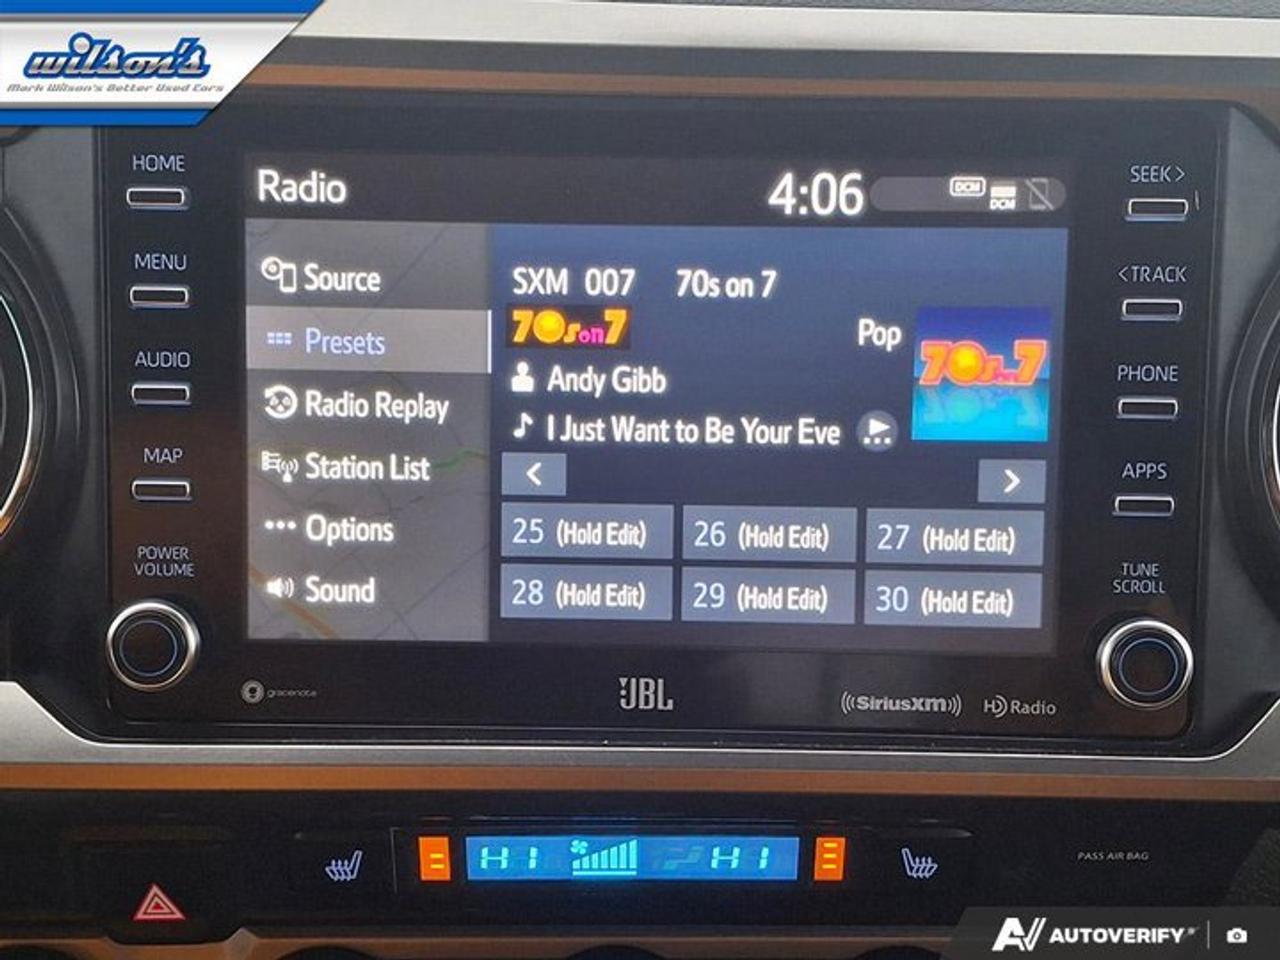 wilson's
Mark Wilson's Better Used Cars
HOME
MENU
AUDIO
MAP
POWER
VOLUME
Radio
4:06
DCM
DCM
Source
Presets
Radio Replay
Station List
Options
Sound
SXM 007 70s on 7
70s on 7
Pop
70s on 7
Andy Gibb
I Just Want to Be Your Eve
<
>
25 (Hold Edit)
26 (Hold Edit)
27 (Hold Edit)
28 (Hold Edit)
29 (Hold Edit)
30 (Hold Edit)
SEEK >
< TRACK
PHONE
APPS
TUNE
SCROLL
gracenote
JBL
((SiriusXM))
HD Radio
HI
HI
PASS AIR BAG
AUTOVERIFY